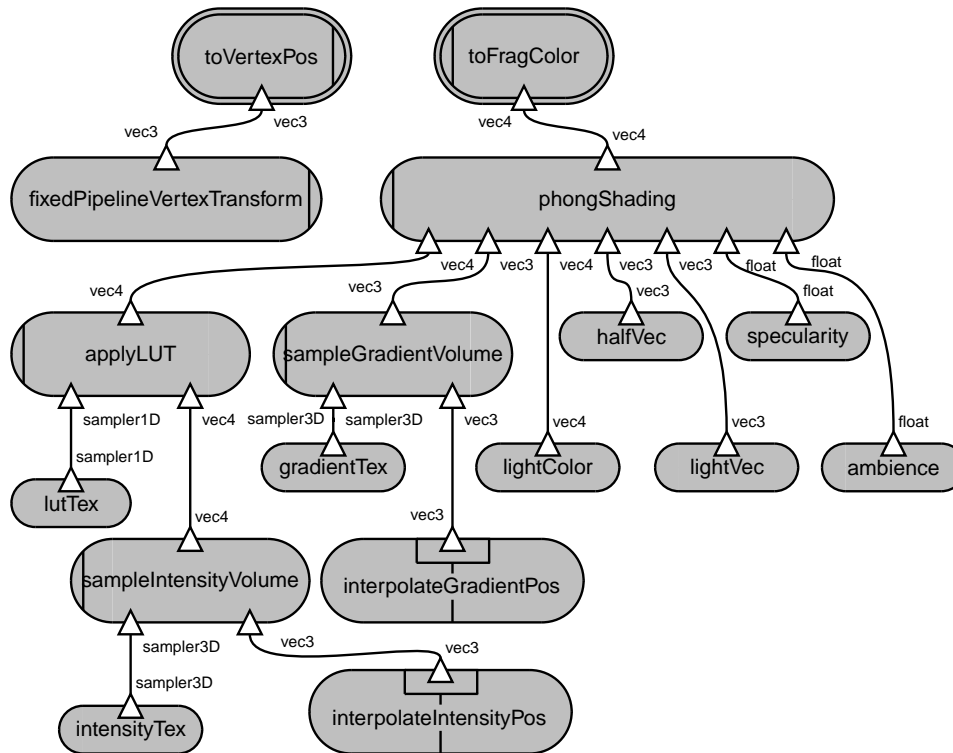 toVertexPos
toFragColor
vec3
vec3
vec4
vec4
fixedPipelineVertexTransform
phongShading
vec4
vec3
vec4
vec3
vec3
float
float
vec4
vec3
vec3
float
applyLUT
sampleGradientVolume
halfVec
specularity
sampler1D
vec4
sampler3D
sampler3D
vec3
vec4
vec3
float
sampler1D
gradientTex
lightColor
lightVec
ambience
lutTex
vec4
vec3
sampleIntensityVolume
interpolateGradientPos
sampler3D
vec3
vec3
sampler3D
intensityTex
interpolateIntensityPos